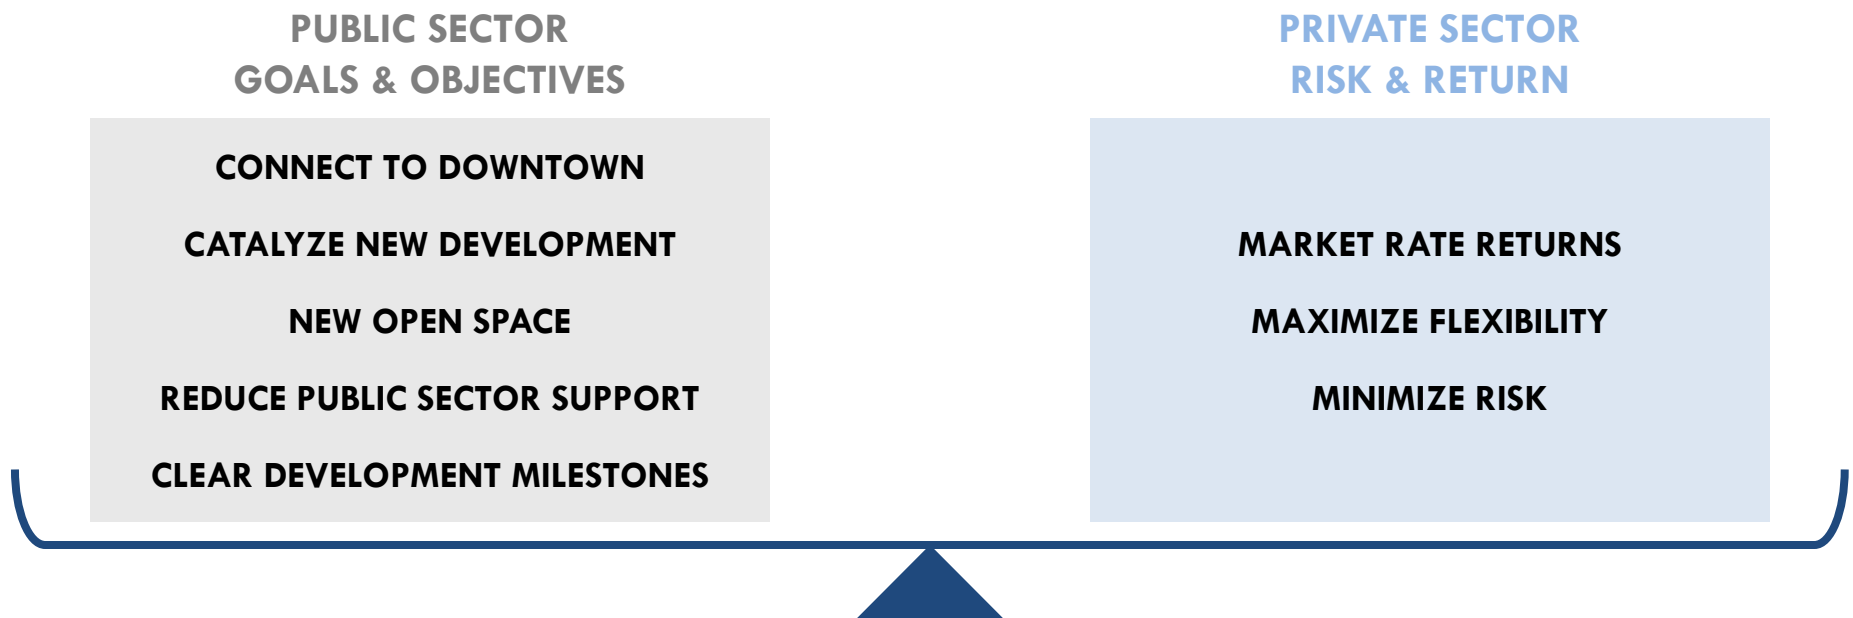 PUBLIC SECTOR
GOALS & OBJECTIVES
CONNECT TO DOWNTOWN
CATALYZE NEW DEVELOPMENT
NEW OPEN SPACE
REDUCE PUBLIC SECTOR SUPPORT
CLEAR DEVELOPMENT MILESTONES
PRIVATE SECTOR
RISK & RETURN
MARKET RATE RETURNS
MAXIMIZE FLEXIBILITY
MINIMIZE RISK